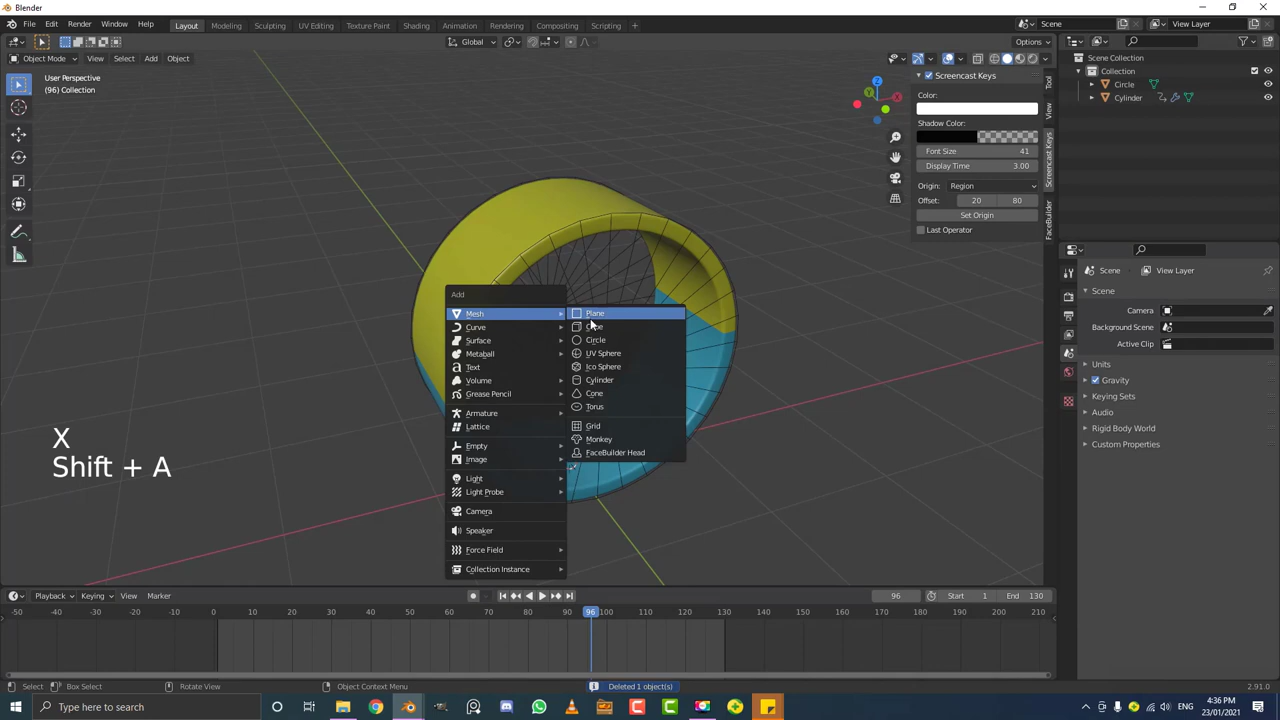 Blender
File Edit Render Window Help
Layout Modeling Sculpting UV Editing Texture Paint Shading Animation Rendering Compositing Scripting +
Scene View Layer
Global Options
Object Mode View Select Add Object
User Perspective
(96) Collection
Z
X
Y
Screencast Keys
Color:
Shadow Color:
Font Size 41
Display Time 3.00
Origin: Region
Offset: 20 80
Set Origin
Last Operator
Tool
View
Screencast Keys
FaceBuilder
Scene Collection
Collection
Circle
Cylinder
Scene View Layer
Scene
Camera
Background Scene
Active Clip
Units
Gravity
Keying Sets
Audio
Rigid Body World
Custom Properties
Add
Mesh
Curve
Surface
Metaball
Text
Volume
Grease Pencil
Armature
Lattice
Empty
Image
Light
Light Probe
Camera
Speaker
Force Field
Collection Instance
Plane
Circle
UV Sphere
Ico Sphere
Cylinder
Cone
Torus
Grid
Monkey
FaceBuilder Head
X
Shift + A
Playback Keying View Marker 96 Start 1 End 130
-50 -40 -30 -20 -10 0 10 20 30 40 50 60 70 80 90 96 100 110 120 130 140 150 160 170 180 190 200 210
Select Box Select Rotate View Object Context Menu Deleted 1 object(s) 2.91.0
Type here to search
4:36 PM
23/01/2021